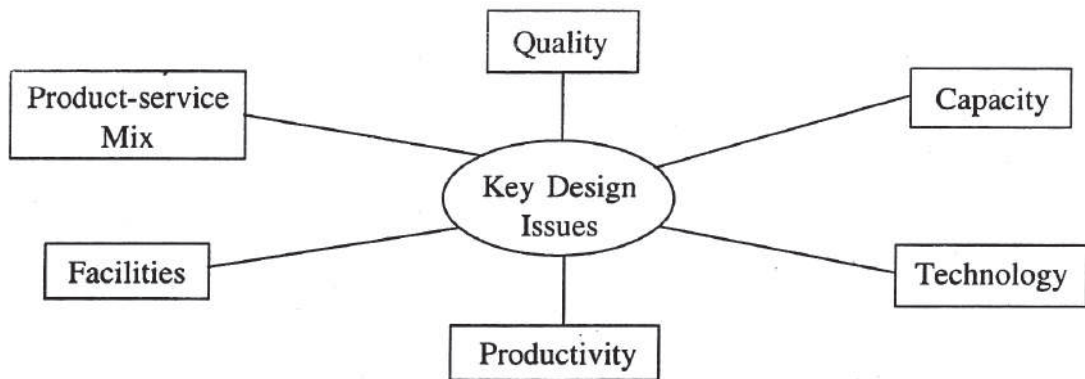 Quality
Product-service
Mix
Capacity
Key Design
Issues
Facilities
Technology
Productivity